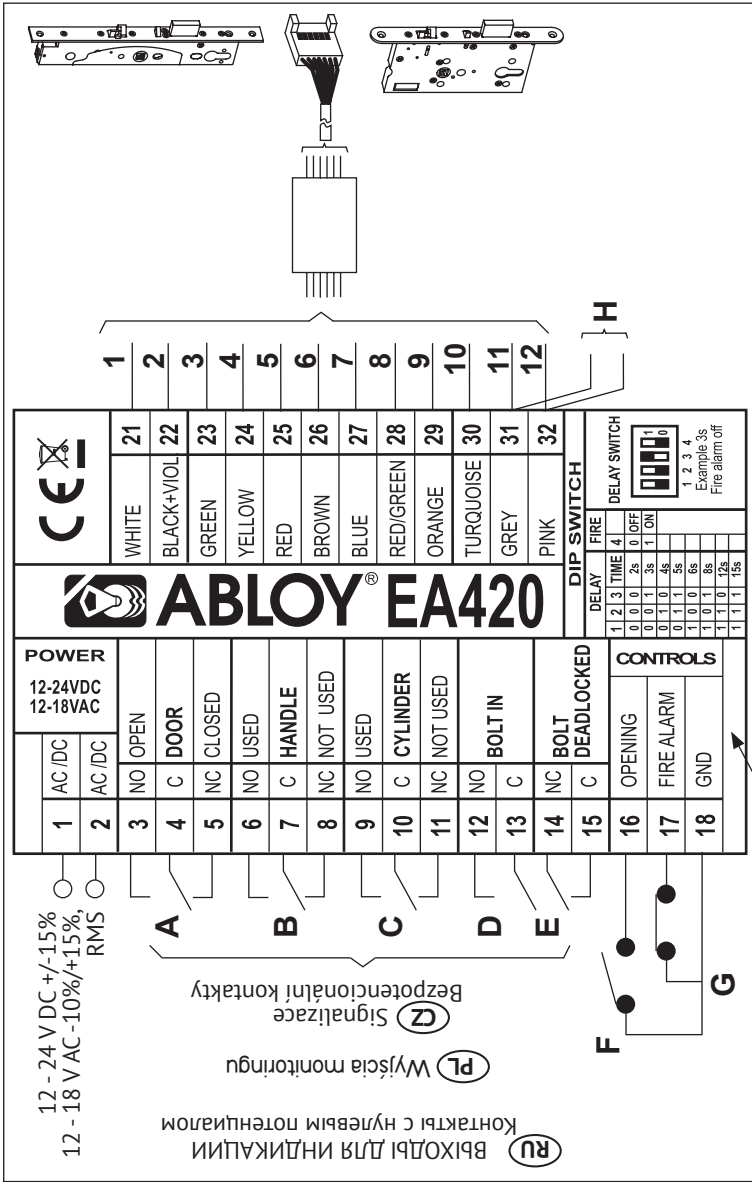 12 - 24 V DC +/-15%
12 - 18 V AC -10%/+15%,
RMS
POWER
12-24VDC
12-18VAC
1 AC /DC
2 AC /DC
3 NO OPEN
4 C DOOR
5 NC CLOSED
6 NO USED
7 C HANDLE
8 NC NOT USED
9 NO USED
10 C CYLINDER
11 NC NOT USED
12 NO
BOLT IN
13 C
14 NC
BOLT
DEADLOCKED
15 C
CONTROLS
16 OPENING
17 FIRE ALARM
18 GND
A
B
C
D
E
F
G
CZ Signalizace
Bezpotencionální kontakty
PL Wyjścia monitoringu
RU ВЫХОДЫ ДЛЯ ИНДИКАЦИИ
Контакты с нулевым потенциалом
ABLOY® EA420
CE
WHITE 21 1
BLACK+VIOL 22 2
GREEN 23 3
YELLOW 24 4
RED 25 5
BROWN 26 6
BLUE 27 7
RED/GREEN 28 8
ORANGE 29 9
TURQUOISE 30 10
GREY 31 11
PINK 32 12
H
DIP SWITCH
DELAY FIRE
1 2 3 TIME 4
0 0 0 2s 0 OFF
0 0 1 3s 1 ON
0 1 0 4s
0 1 1 5s
1 0 0 6s
1 0 1 8s
1 1 0 12s
1 1 1 15s
DELAY SWITCH
1
0
1 2 3 4
Example 3s
Fire alarm off